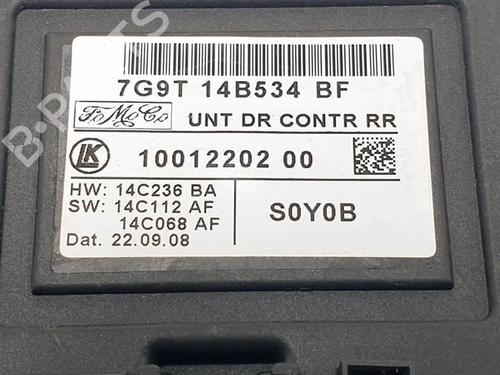 7G9T 14B534 BF
FoMoCo UNT DR CONTR RR
LK 10012202 00
HW: 14C236 BA
SW: 14C112 AF
14C068 AF
Dat. 22.09.08
S0Y0B
B-PARTS